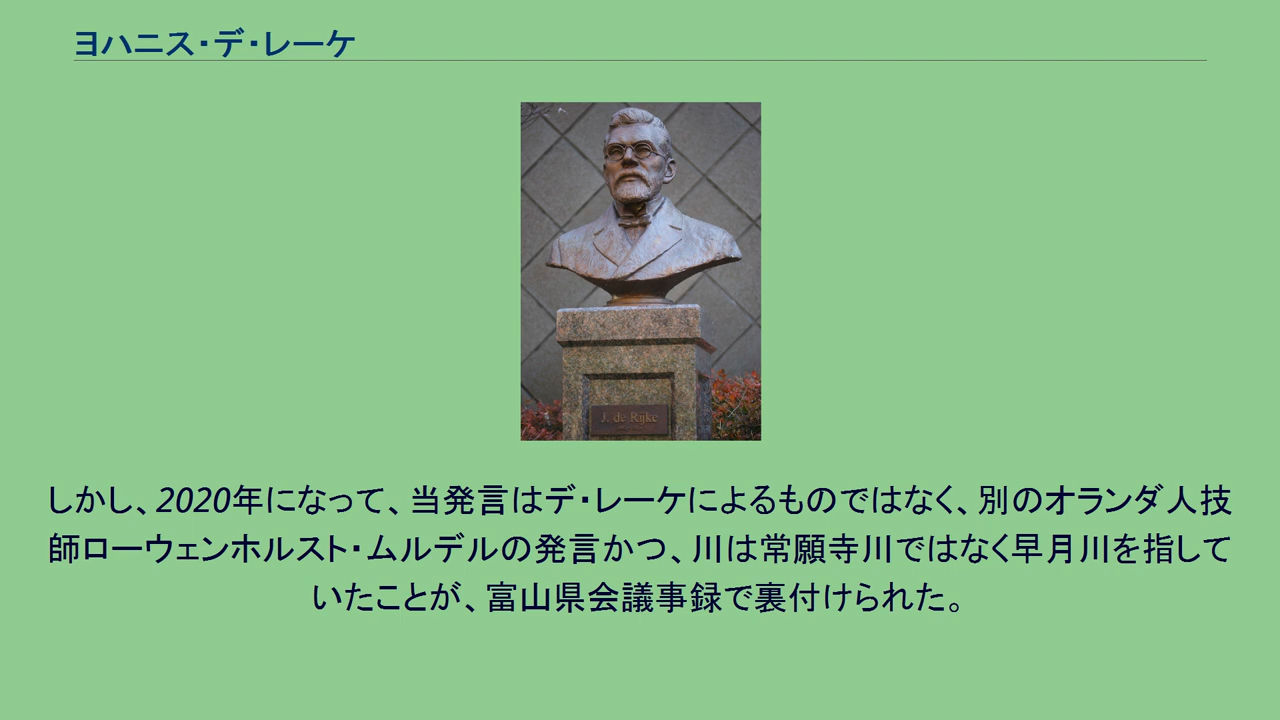 ヨハニス・デ・レーケ
J. de Rijke
しかし、2020年になって、当発言はデ・レーケによるものではなく、別のオランダ人技
師ローウェンホルスト・ムルデルの発言かつ、川は常願寺川ではなく早月川を指して
いたことが、富山県会議事録で裏付けられた。